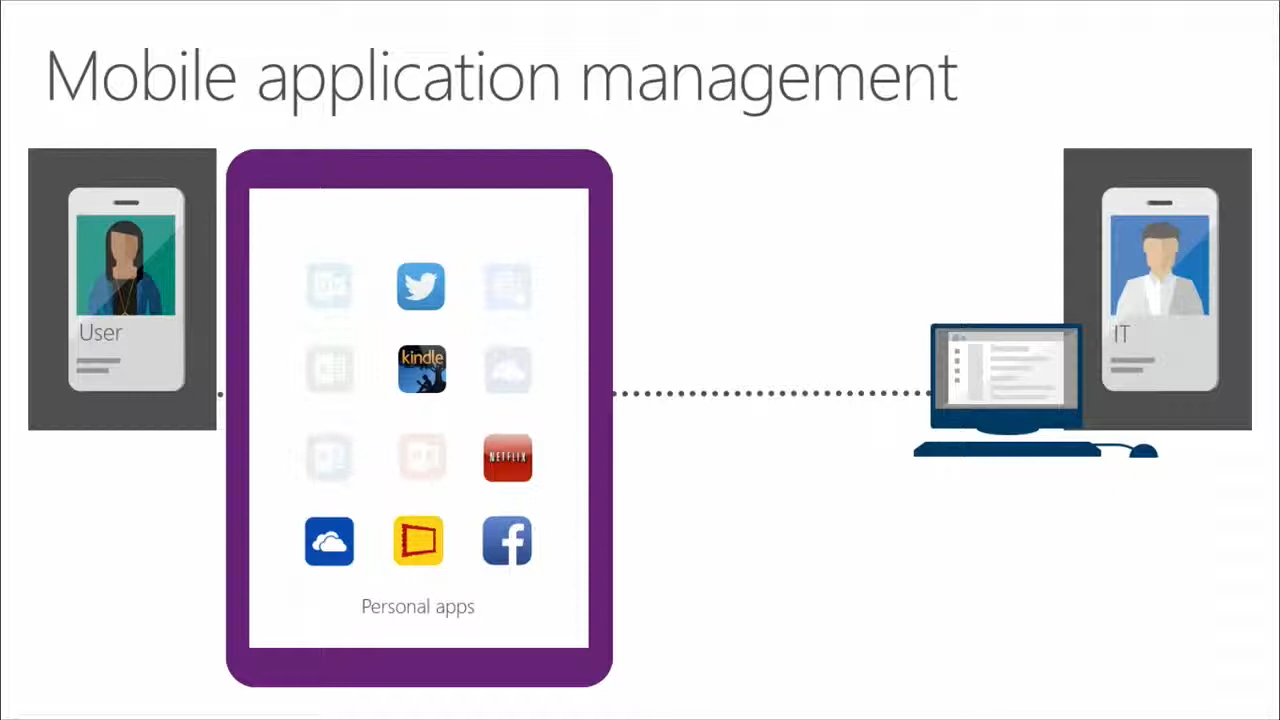 Mobile application management
User
IT
kindle
NETFLIX
Personal apps